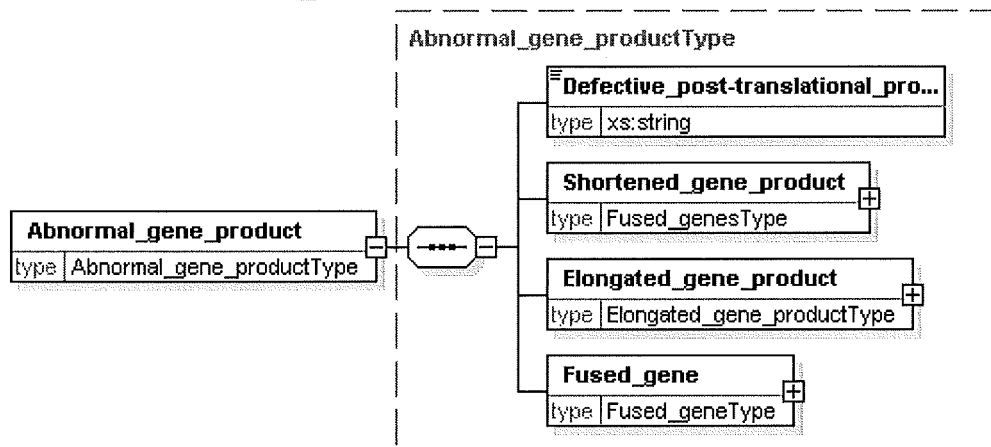 Abnormal_gene_productType
Defective_post-translational_pro...
type xs:string
Shortened_gene_product
type Fused_genesType
Abnormal_gene_product
type Abnormal_gene_productType
Elongated_gene_product
type Elongated_gene_productType
Fused_gene
type Fused_geneType